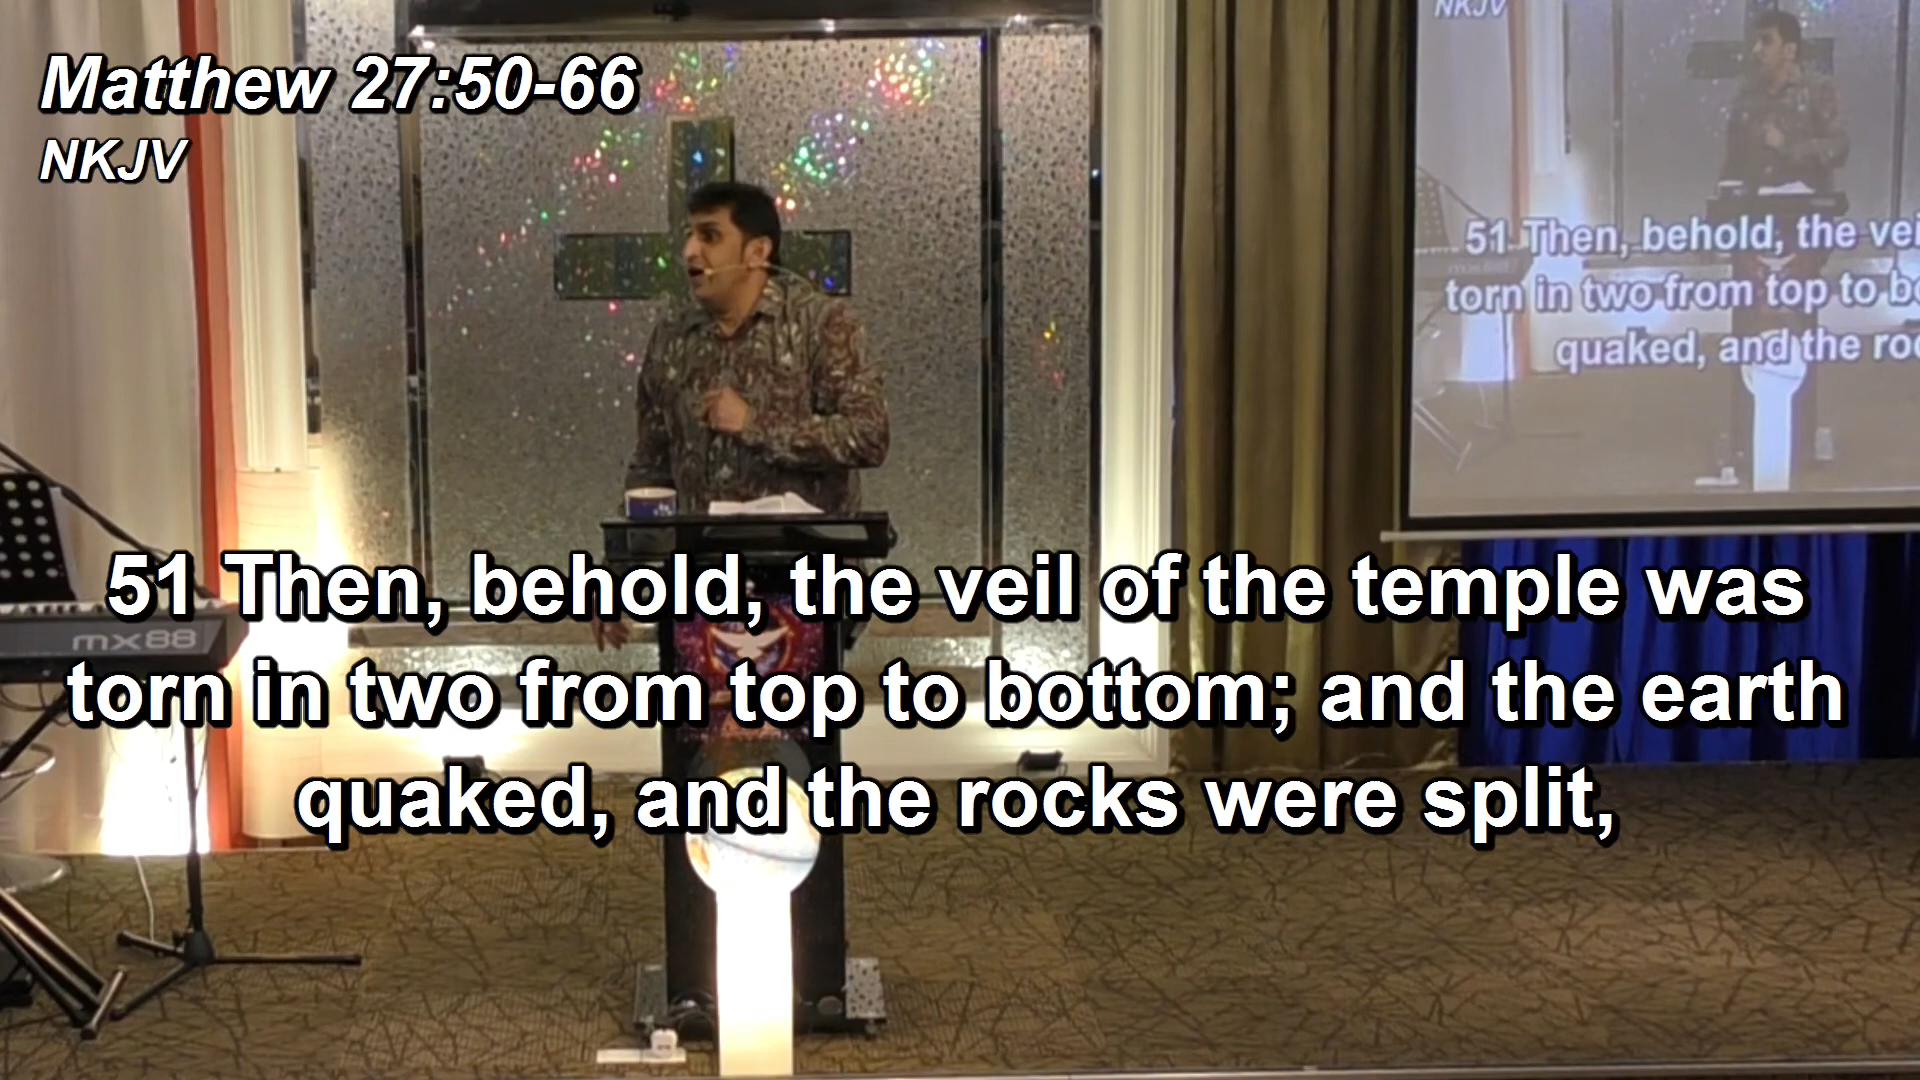 Matthew 27:50-66
NKJV
NKJV
51 Then, behold, the vei
torn in two from top to bo
quaked, and the roc
51 Then, behold, the veil of the temple was
torn in two from top to bottom; and the earth
quaked, and the rocks were split,
mx88